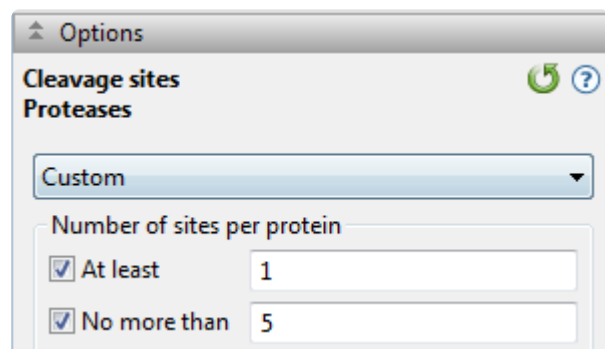 Options
Cleavage sites
Proteases
Custom
Number of sites per protein
At least 1
No more than 5